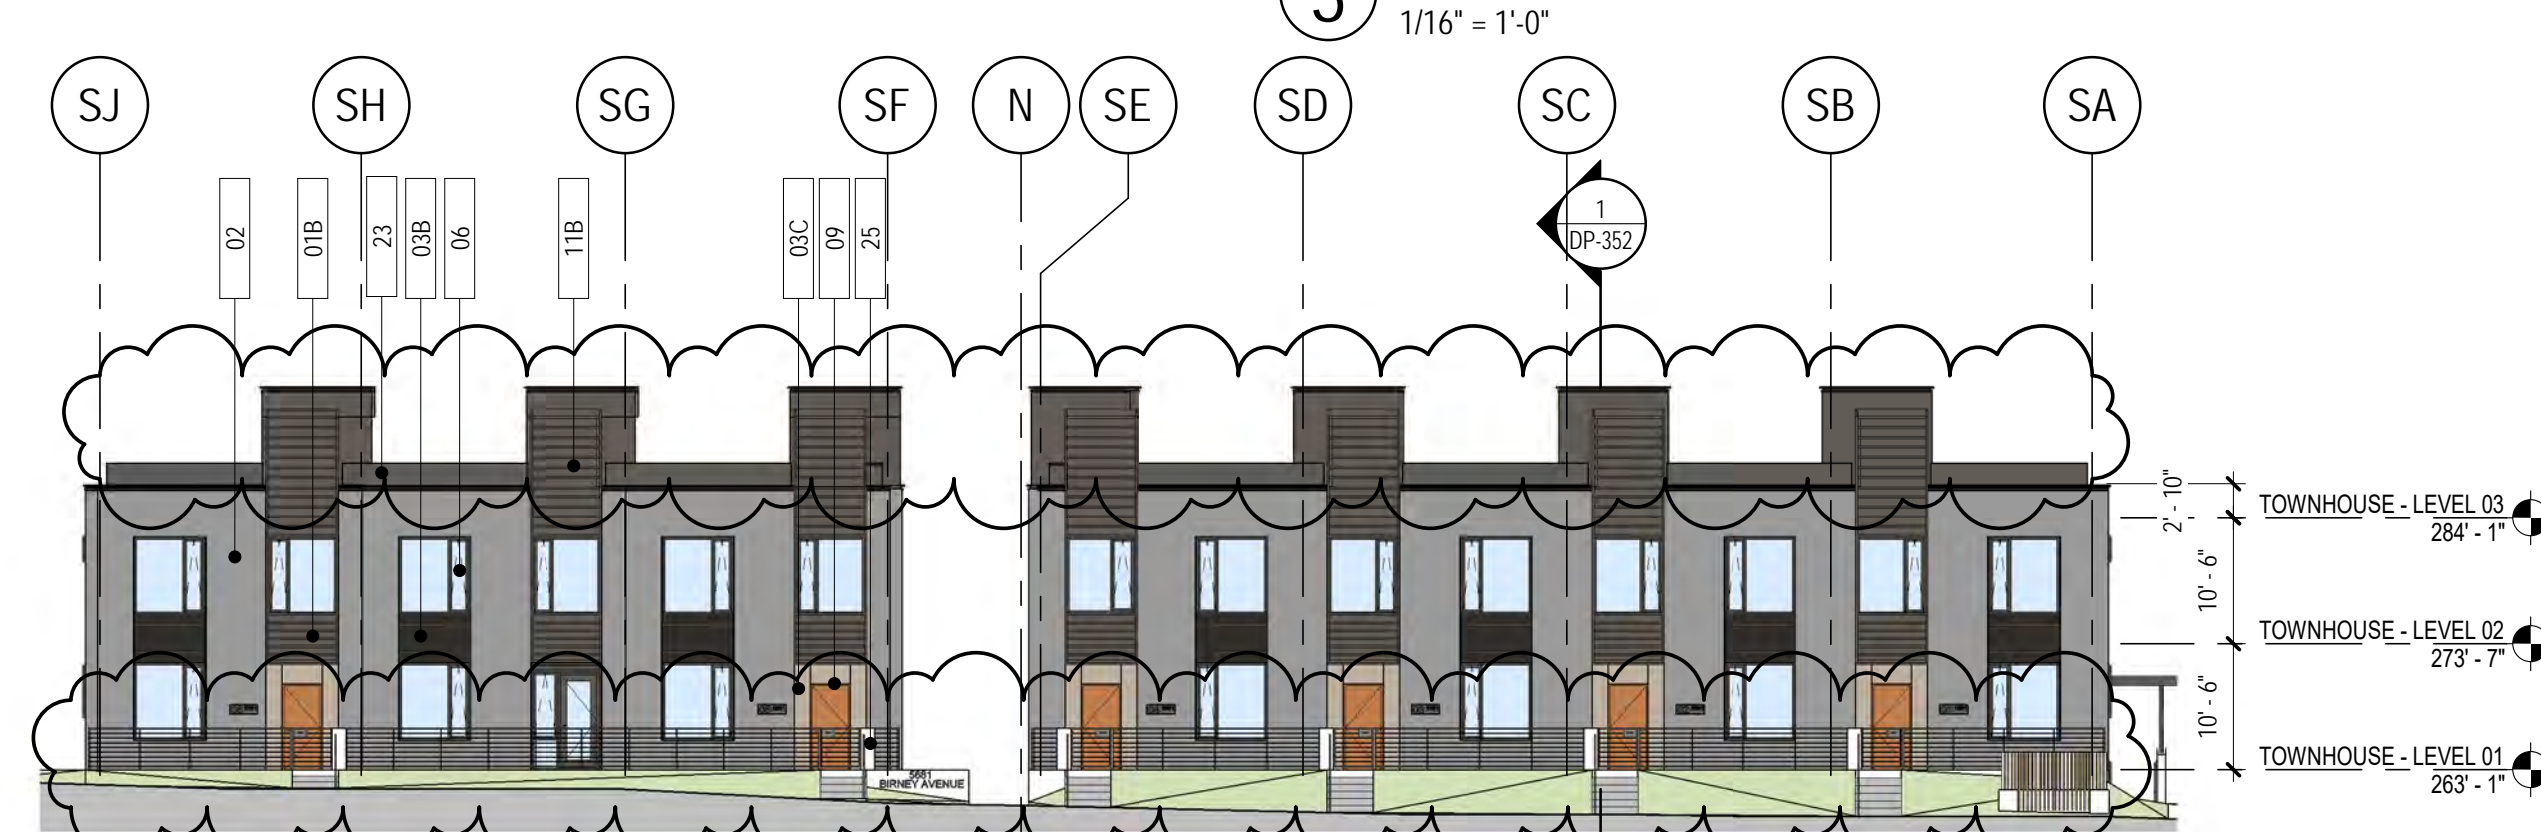 1/16" = 1'-0"
SJ
SH
SG
SF
N
SE
SD
SC
SB
SA
02
01B
23
03B
06
11B
03C
09
25
1
DP-352
2' - 10"
10' - 6"
10' - 6"
TOWNHOUSE - LEVEL 03
284' - 1"
TOWNHOUSE - LEVEL 02
273' - 7"
TOWNHOUSE - LEVEL 01
263' - 1"
5681
BIRNEY AVENUE